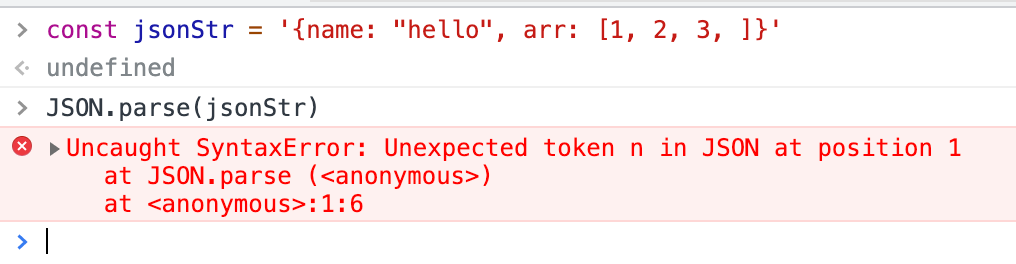 > const jsonStr = '{name: "hello", arr: [1, 2, 3, ]}'
undefined
> JSON.parse(jsonStr)
Uncaught SyntaxError: Unexpected token n in JSON at position 1
at JSON.parse (<anonymous>)
at <anonymous>:1:6
>